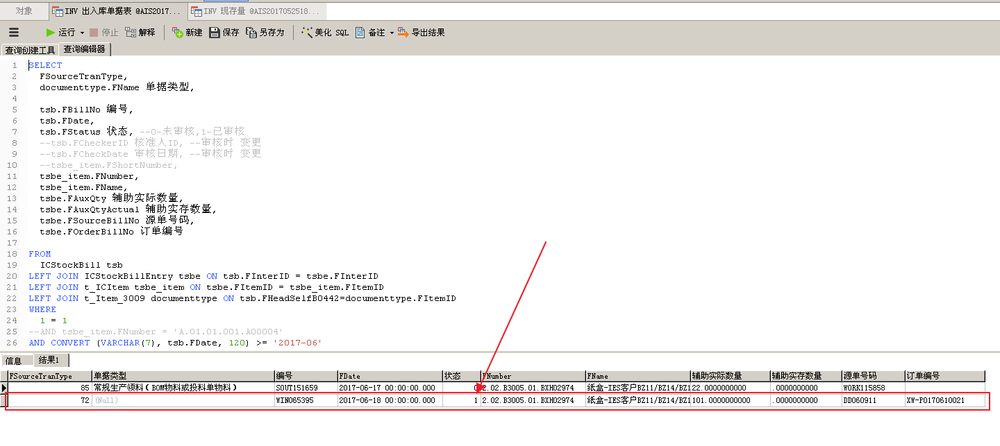 对象 INV 出入库单据表 @AIS2017... INV 现存量 @AIS2017052518...
运行 停止 解释 新建 保存 另存为 美化 SQL 备注 导出结果
查询创建工具 查询编辑器
1 SELECT
2 FSourceTranType,
3 documenttype.FName 单据类型,
4
5 tsb.FBillNo 编号,
6 tsb.FDate,
7 tsb.FStatus 状态, --0-未审核,1-已审核
8 --tsb.FCheckerID 核准人ID, --审核时 变更
9 --tsb.FCheckDate 审核日期, --审核时 变更
10 --tsbe_item.FShortNumber,
11 tsbe_item.FNumber,
12 tsbe_item.FName,
13 tsbe.FAuxQty 辅助实际数量,
14 tsbe.FAuxQtyActual 辅助实存数量,
15 tsbe.FSourceBillNo 源单号码,
16 tsbe.FOrderBillNo 订单编号
17
18 FROM
19 ICStockBill tsb
20 LEFT JOIN ICStockBillEntry tsbe ON tsb.FInterID = tsbe.FInterID
21 LEFT JOIN t_ICItem tsbe_item ON tsbe.FItemID = tsbe_item.FItemID
22 LEFT JOIN t_Item_3009 documenttype ON tsb.FHeadSelfB0442=documenttype.FItemID
23 WHERE
24 1 = 1
25 --AND tsbe_item.FNumber = 'A.01.01.001.A00004'
26 AND CONVERT (VARCHAR(7), tsb.FDate, 120) >= '2017-06'
信息 结果1
FSourceTranType 单据类型 编号 FDate 状态 FNumber FName 辅助实际数量 辅助实存数量 源单号码 订单编号
85 常规生产领料(BOM物料或投料单物料) SOUT151659 2017-06-17 00:00:00.000 0 2.02.B3005.01.BXH02974 纸盒-IES客户BZ11/BZ14/BZ1 22.0000000000 .0000000000 WORK115858
72 (Null) WIN065395 2017-06-18 00:00:00.000 1 2.02.B3005.01.BXH02974 纸盒-IES客户BZ11/BZ14/BZ1 101.0000000000 .0000000000 DD060911 XW-P0170610021